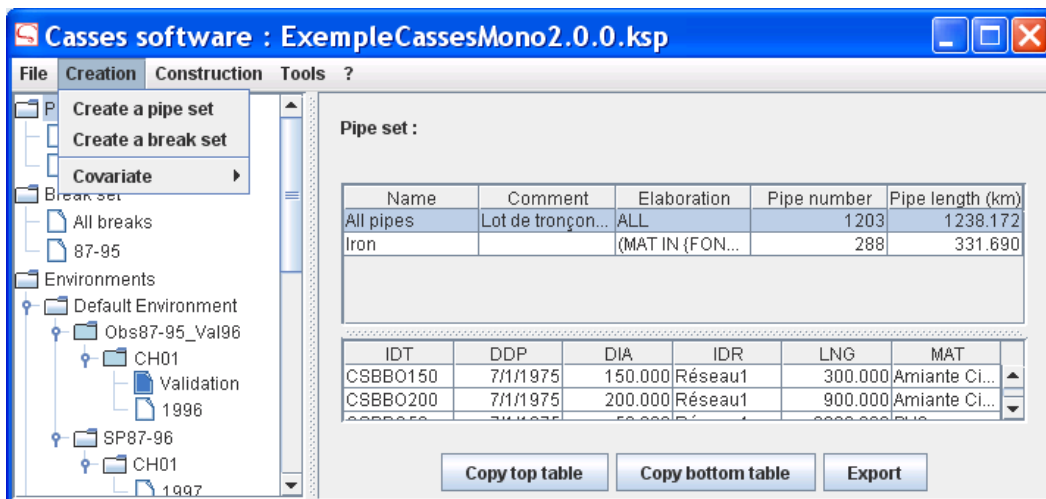 Casses software : ExempleCassesMono2.0.0.ksp
File Creation Construction Tools ?
P
Create a pipe set
Create a break set
Covariate
Break set
All breaks
87-95
Environments
Default Environment
Obs87-95_Val96
CH01
Validation
1996
SP87-96
CH01
1997
Pipe set :
Name Comment Elaboration Pipe number Pipe length (km)
All pipes Lot de tronçon... ALL 1203 1238.172
Iron (MAT IN {FON... 288 331.690
IDT DDP DIA IDR LNG MAT
CSBBO150 7/1/1975 150.000 Réseau1 300.000 Amiante Ci...
CSBBO200 7/1/1975 200.000 Réseau1 900.000 Amiante Ci...
Copy top table Copy bottom table Export